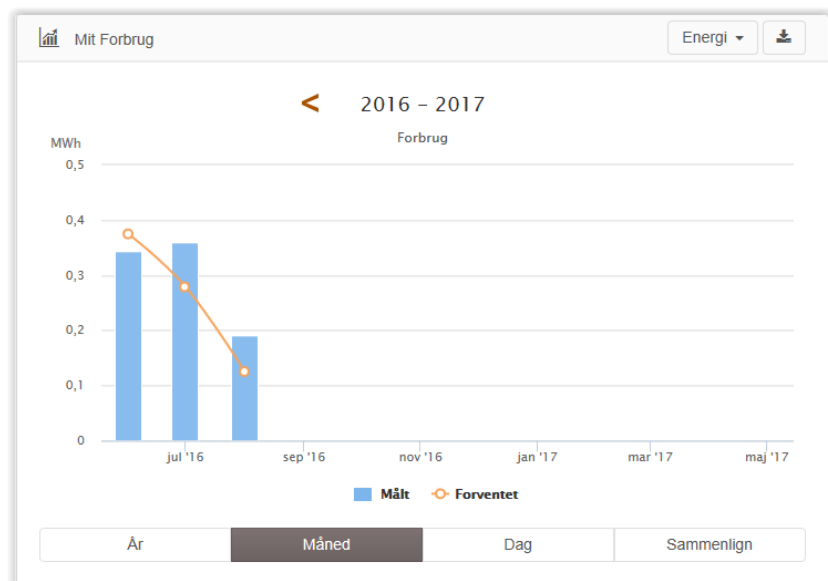 Mit Forbrug
Energi
< 2016 – 2017
Forbrug
MWh
0,5
0,4
0,3
0,2
0,1
0
jul '16 sep '16 nov '16 jan '17 mar '17 maj '17
Målt Forventet
År Måned Dag Sammenlign